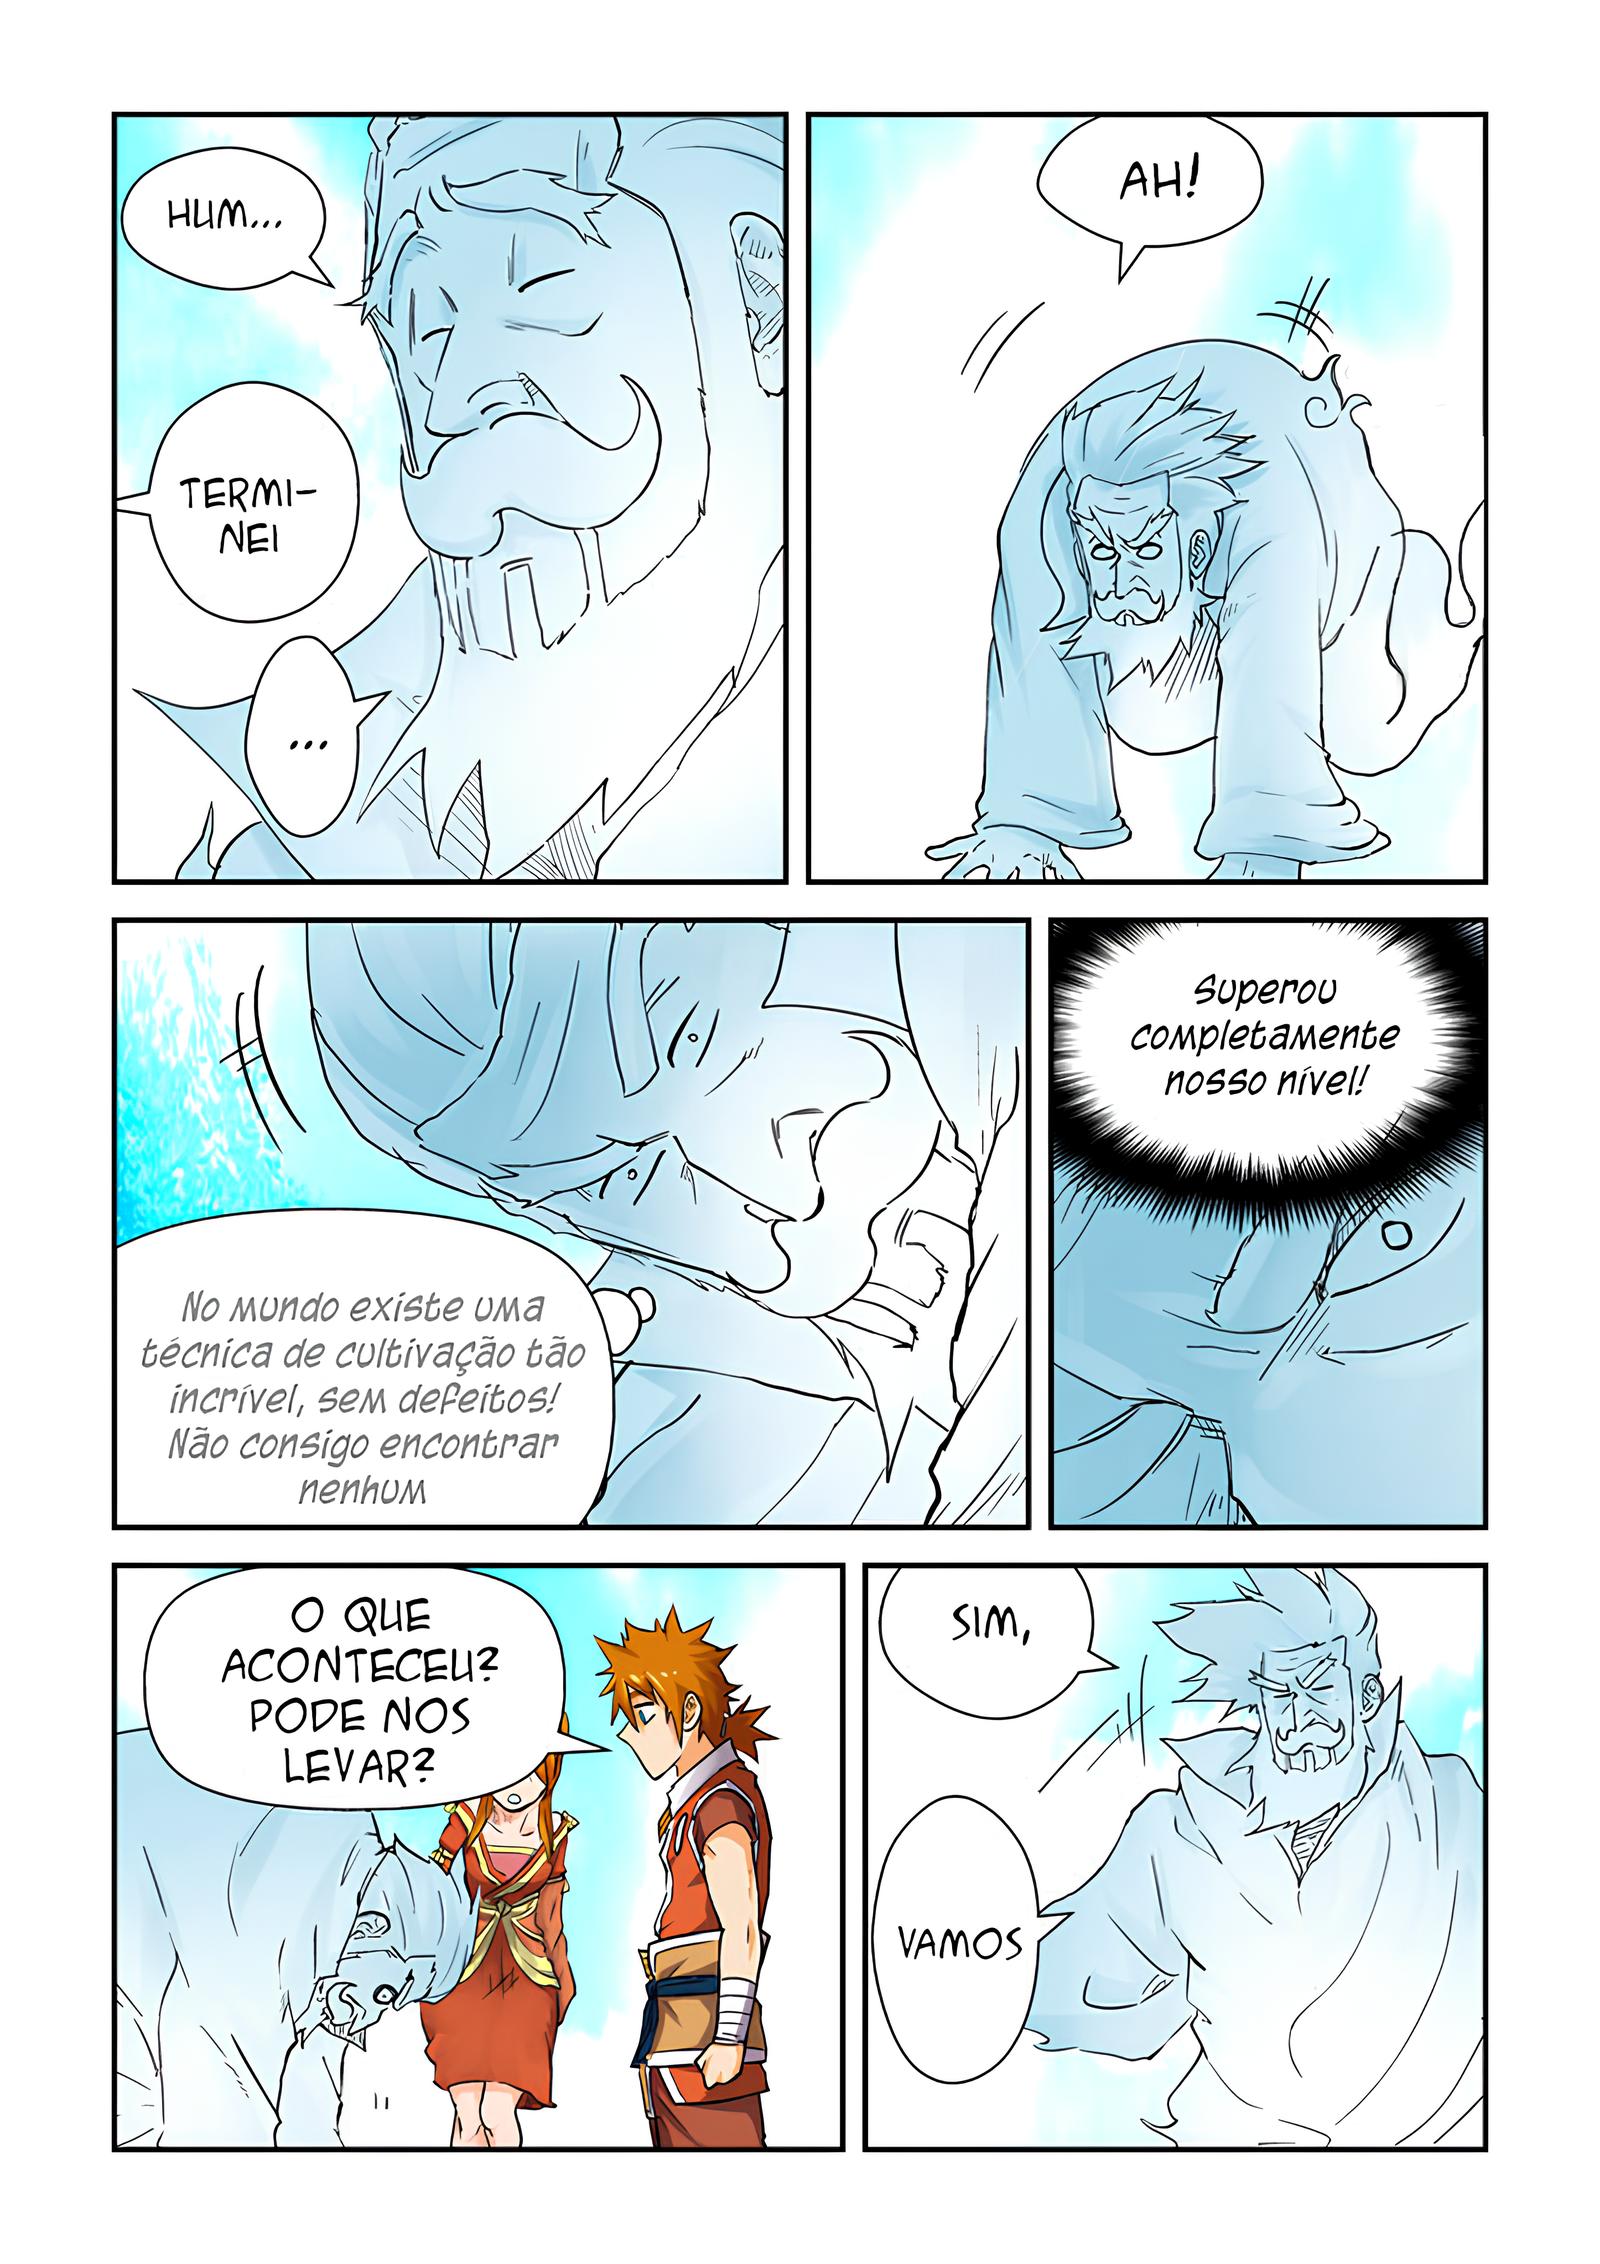 HUM...
TERMI-
NEI
...
AH!
No mundo existe uma
técnica de cultivação tão
incrível, sem defeitos!
Não consigo encontrar
nenhum
Superou
completamente
nosso nível!
O QUE
ACONTECEU?
PODE NOS
LEVAR?
SIM,
VAMOS